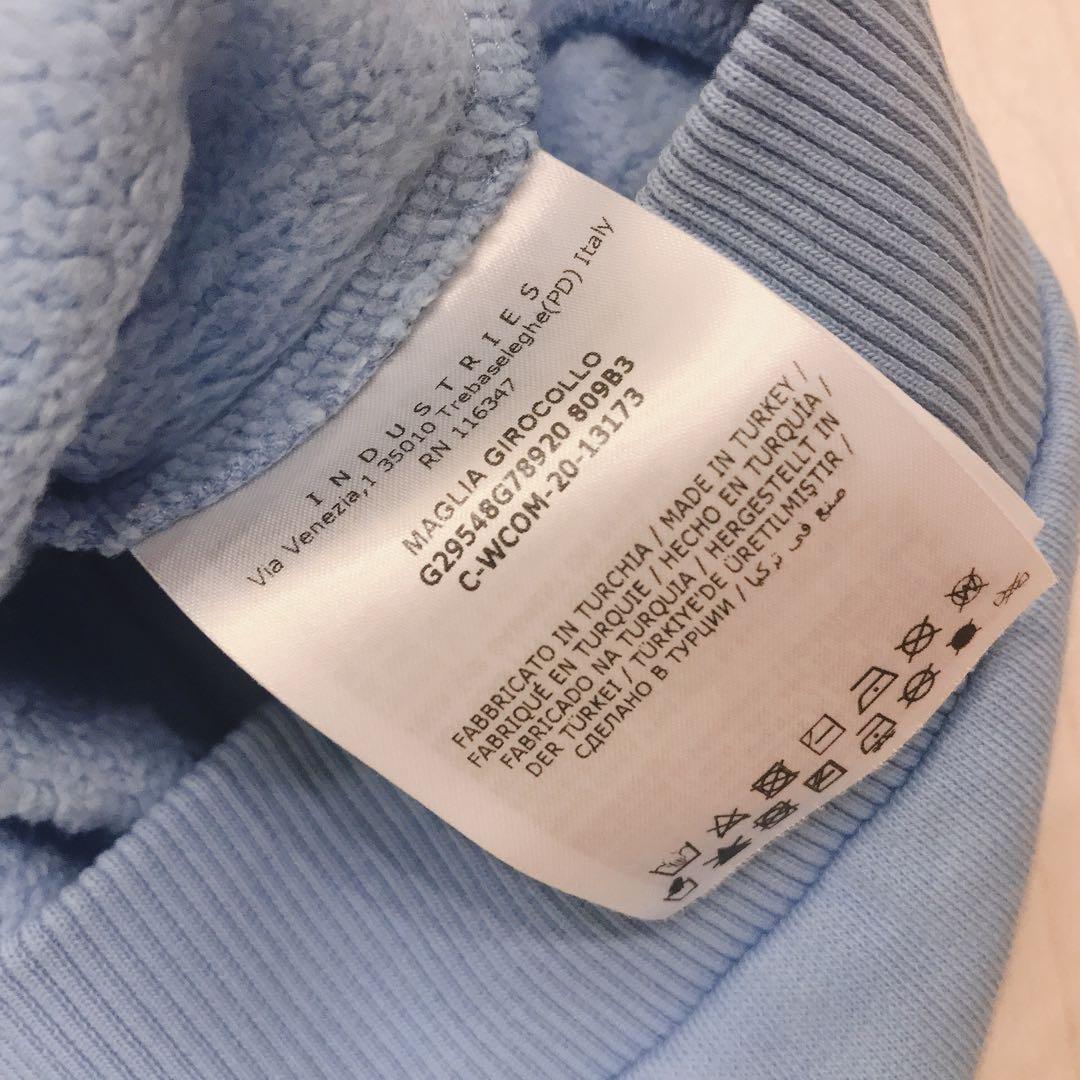 INDUSTRIES
Via Venezia,1 35010 Trebaseleghe(PD) Italy
RN 116347
MAGLIA GIROCOLLO
G29548G78920 809B3
C-WCOM-20-13173
FABBRICATO IN TURCHIA / MADE IN TURKEY /
FABRIQUÉ EN TURQUIE / HECHO EN TURQUÍA /
FABRICADO NA TURQUIA / HERGESTELLT IN
DER TÜRKEI / TÜRKIYE'DE ÜRETILMIŞTIR /
СДЕЛАНО В ТУРЦИИ / صنع في تركيا /